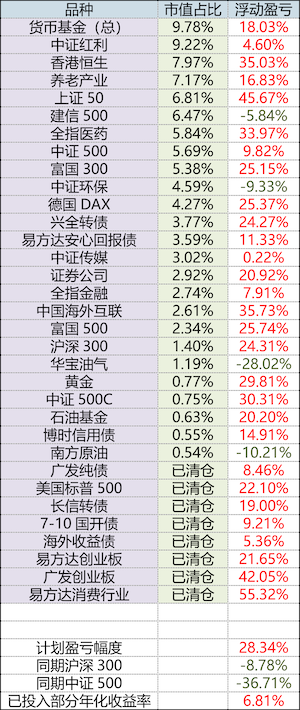 品种 市值占比 浮动盈亏
货币基金（总） 9.78% 18.03%
中证红利 9.22% 4.60%
香港恒生 7.97% 35.03%
养老产业 7.17% 16.83%
上证 50 6.81% 45.67%
建信 500 6.47% -5.84%
全指医药 5.84% 33.97%
中证 500 5.69% 9.82%
富国 300 5.38% 25.15%
中证环保 4.59% -9.33%
德国 DAX 4.27% 25.37%
兴全转债 3.77% 24.27%
易方达安心回报债 3.59% 11.33%
中证传媒 3.02% 0.22%
证券公司 2.92% 20.92%
全指金融 2.74% 7.91%
中国海外互联 2.61% 35.73%
富国 500 2.34% 25.74%
沪深 300 1.40% 24.31%
华宝油气 1.19% -28.02%
黄金 0.77% 29.81%
中证 500C 0.75% 30.31%
石油基金 0.63% 20.20%
博时信用债 0.55% 14.91%
南方原油 0.54% -10.21%
广发纯债 已清仓 8.46%
美国标普 500 已清仓 22.10%
长信转债 已清仓 19.00%
7-10 国开债 已清仓 9.21%
海外收益债 已清仓 5.36%
易方达创业板 已清仓 21.65%
广发创业板 已清仓 42.05%
易方达消费行业 已清仓 55.32%
计划盈亏幅度 28.34%
同期沪深 300 -8.78%
同期中证 500 -36.71%
已投入部分年化收益率 6.81%